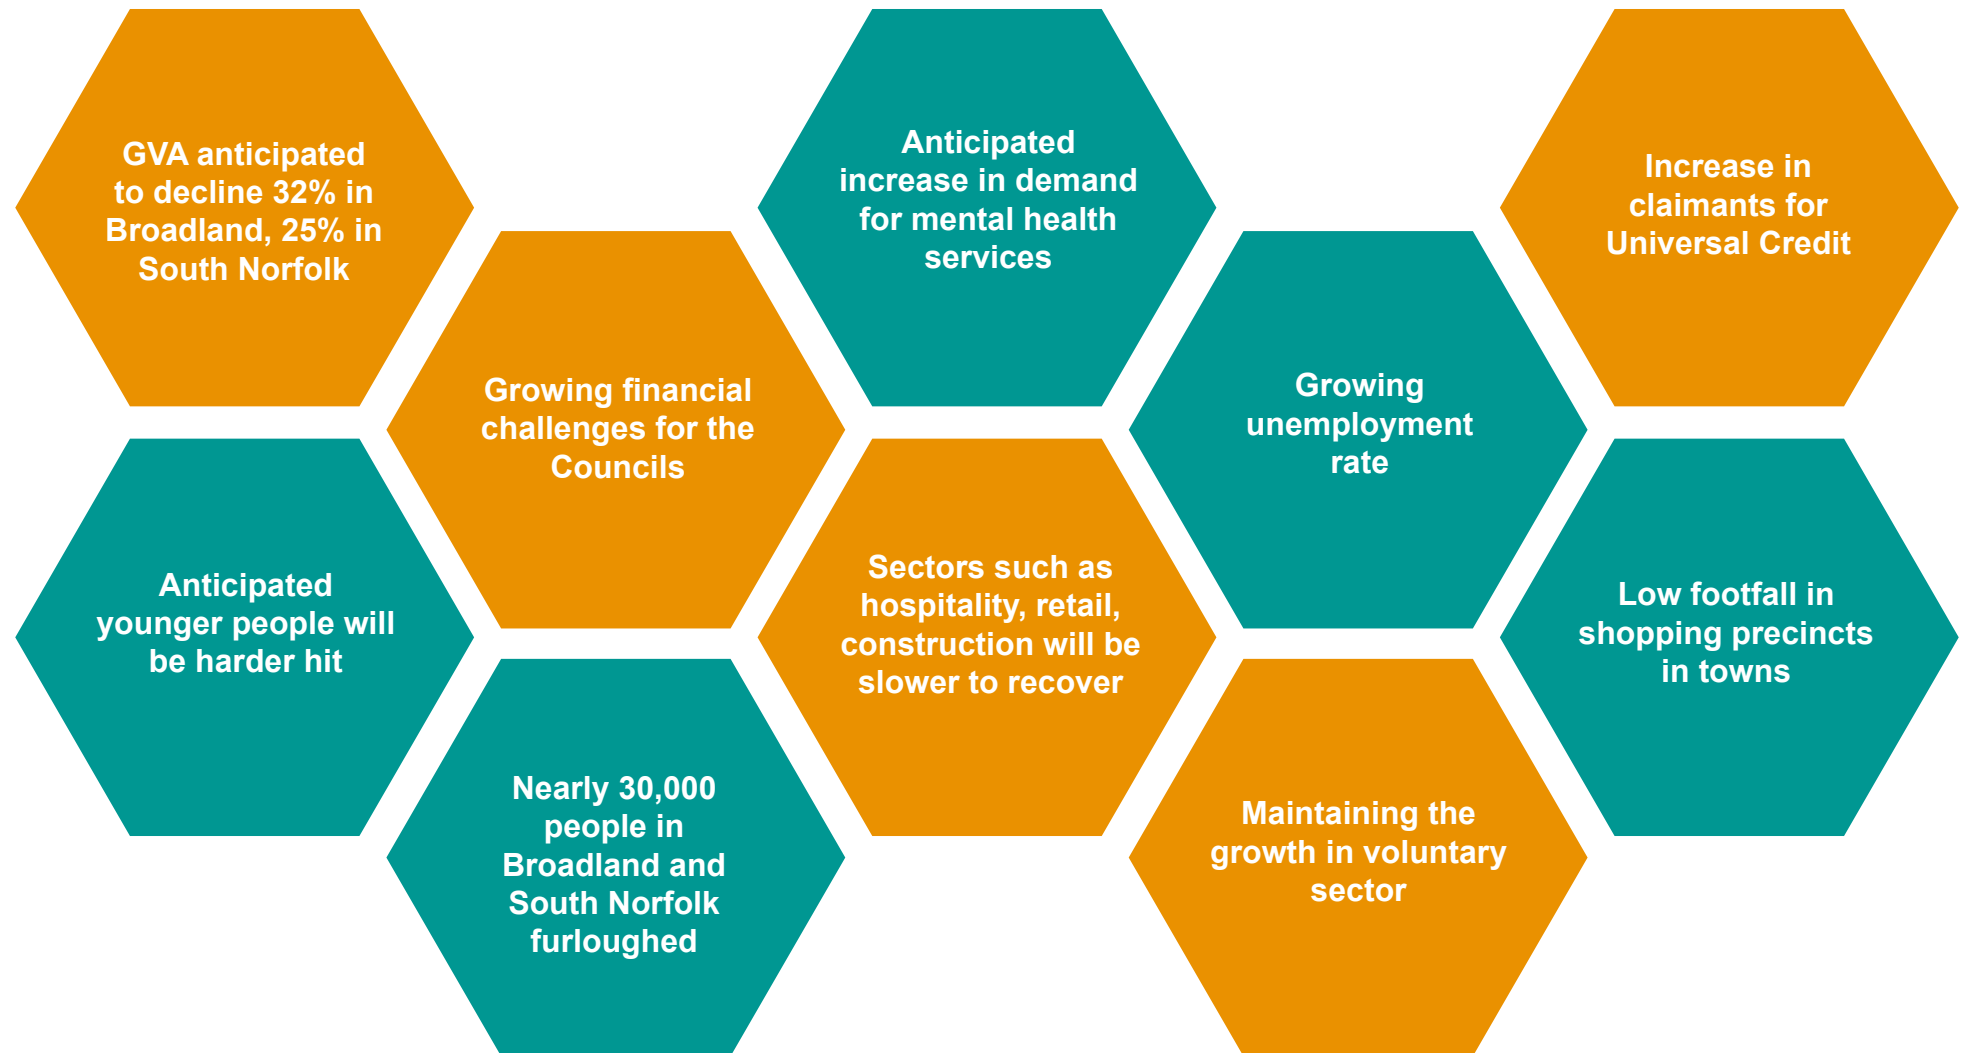 GVA anticipated
to decline 32% in
Broadland, 25% in
South Norfolk
Growing financial
challenges for the
Councils
Anticipated
increase in demand
for mental health
services
Growing
unemployment
rate
Increase in
claimants for
Universal Credit
Anticipated
younger people will
be harder hit
Nearly 30,000
people in
Broadland and
South Norfolk
furloughed
Sectors such as
hospitality, retail,
construction will be
slower to recover
Maintaining the
growth in voluntary
sector
Low footfall in
shopping precincts
in towns